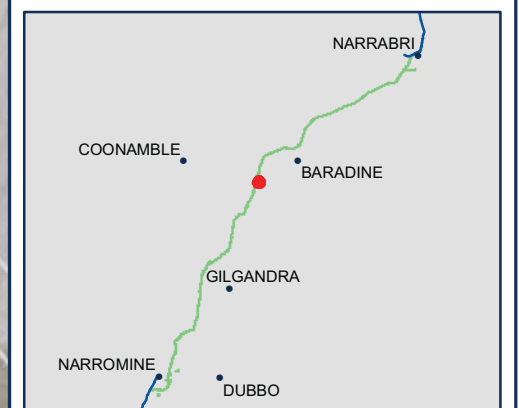 NARRABRI
COONAMBLE
BARADINE
GILGANDRA
NARROMINE
DUBBO